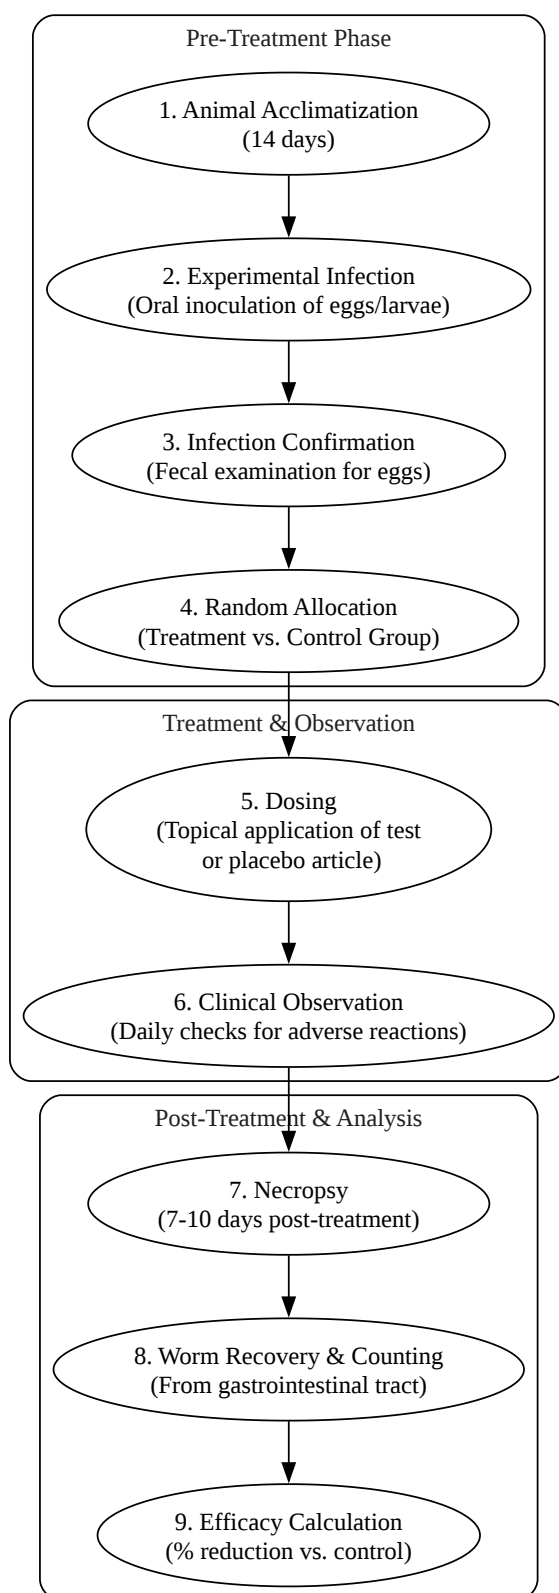 Pre-Treatment Phase
1. Animal Acclimatization
(14 days)
2. Experimental Infection
(Oral inoculation of eggs/larvae)
3. Infection Confirmation
(Fecal examination for eggs)
4. Random Allocation
(Treatment vs. Control Group)
Treatment & Observation
5. Dosing
(Topical application of test
or placebo article)
6. Clinical Observation
(Daily checks for adverse reactions)
Post-Treatment & Analysis
7. Necropsy
(7-10 days post-treatment)
8. Worm Recovery & Counting
(From gastrointestinal tract)
9. Efficacy Calculation
(% reduction vs. control)